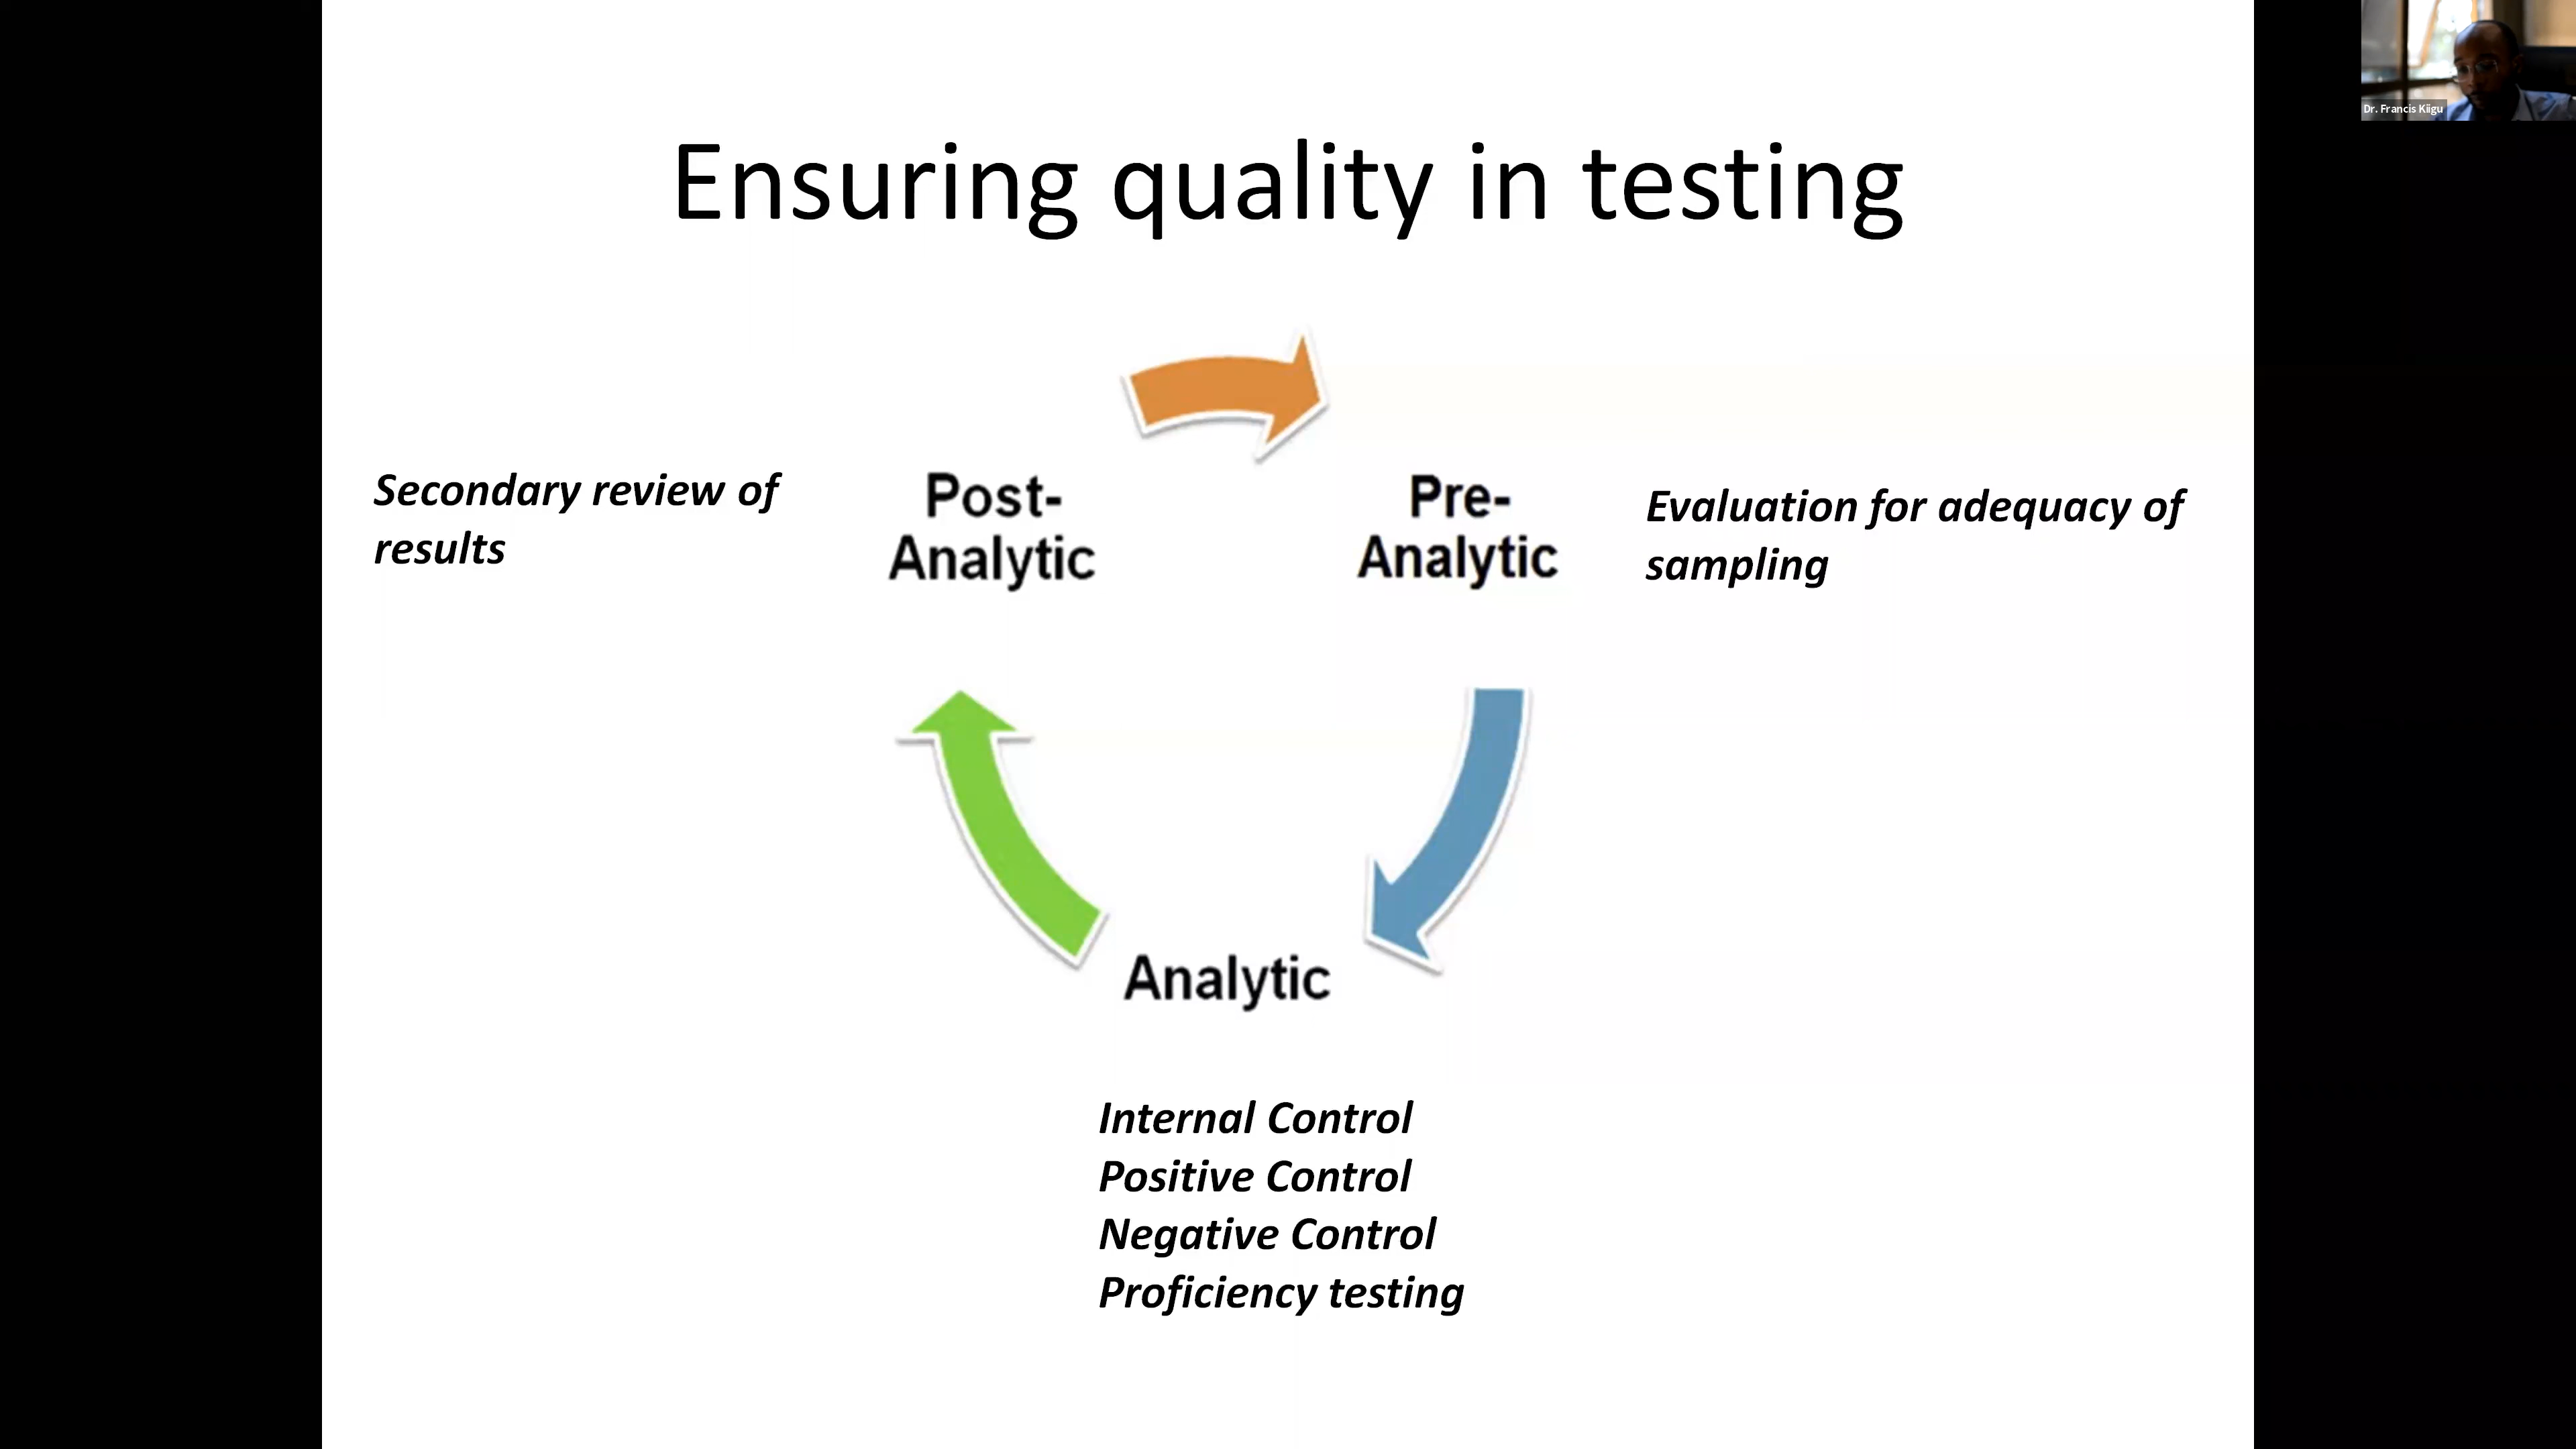 Dr. Francis Kiigu
Ensuring quality in testing
Secondary review of
results
Post-
Analytic
Pre-
Analytic
Evaluation for adequacy of
sampling
Analytic
Internal Control
Positive Control
Negative Control
Proficiency testing